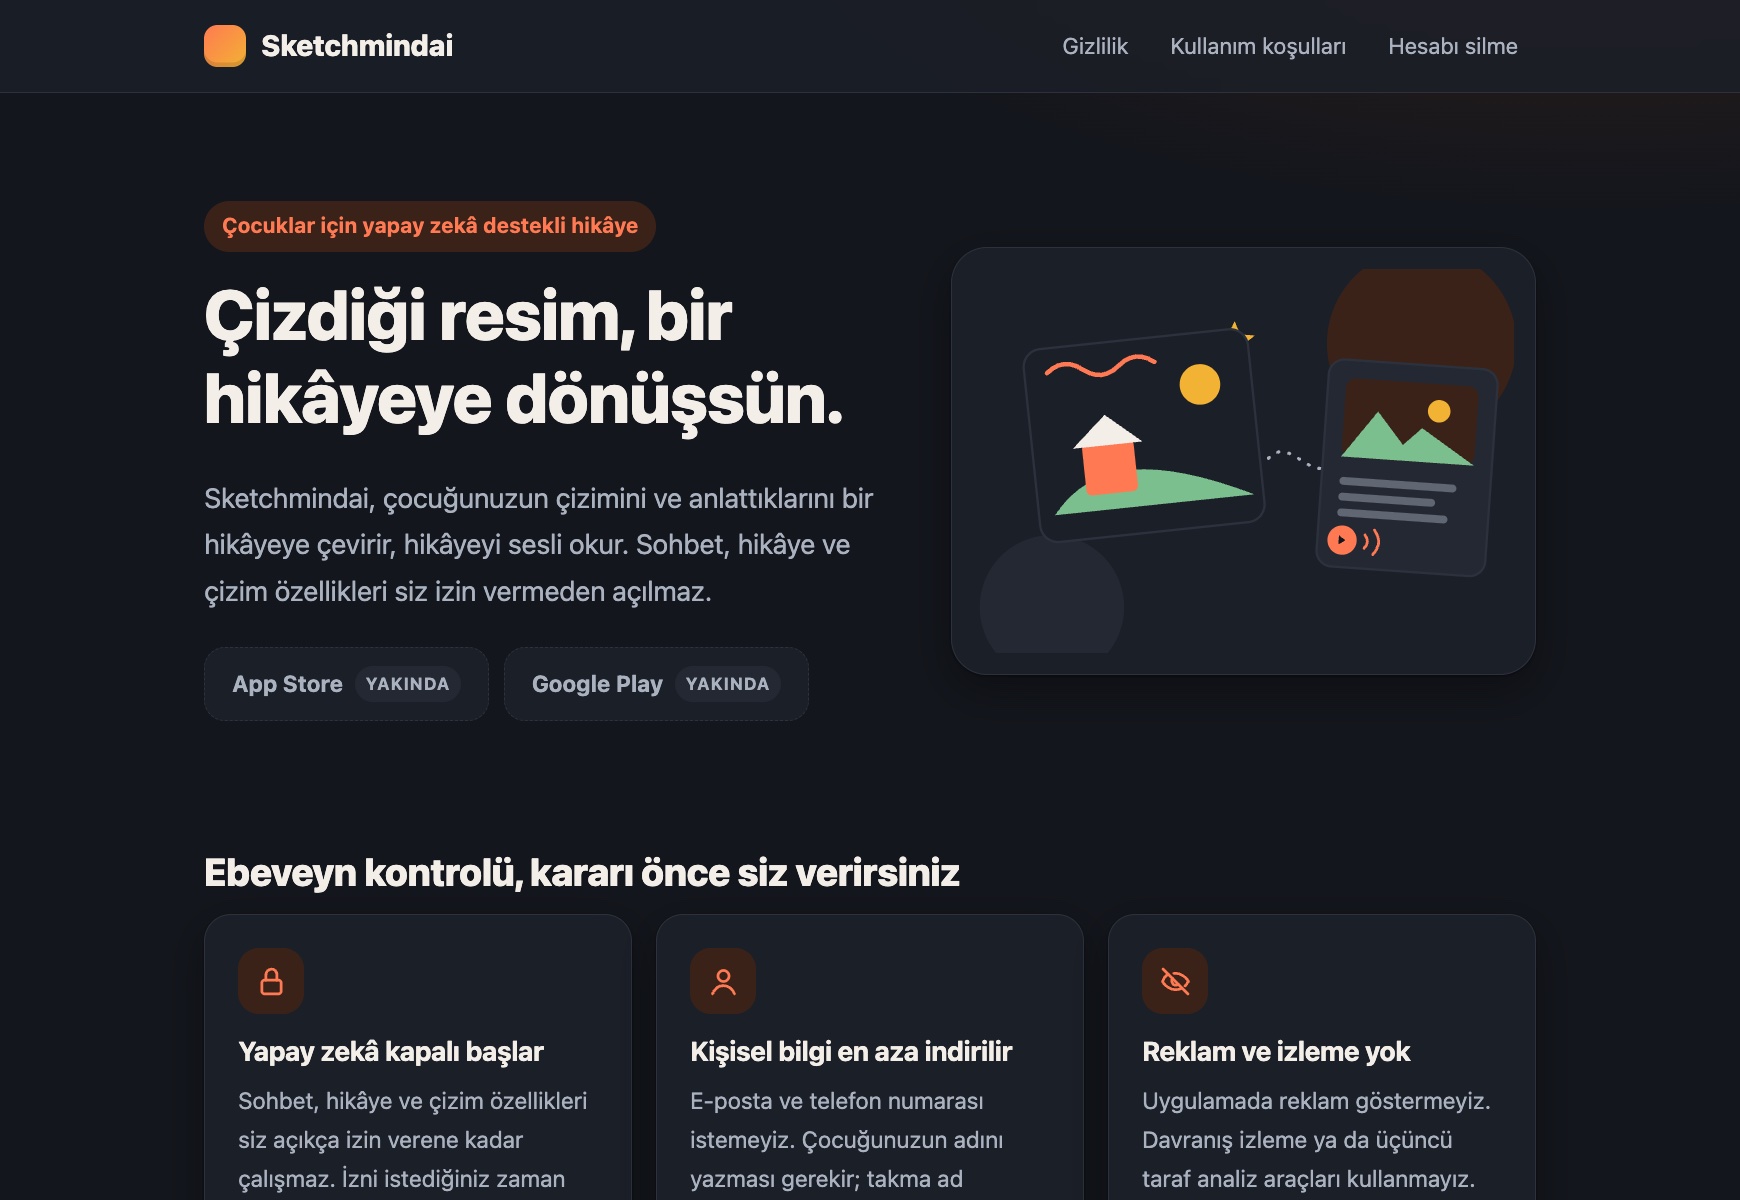 Sketchmindai
Gizlilik
Kullanım koşulları
Hesabı silme
Çocuklar için yapay zekâ destekli hikâye
Çizdiği resim, bir
hikâyeye dönüşsün.
Sketchmindai, çocuğunuzun çizimini ve anlattıklarını bir
hikâyeye çevirir, hikâyeyi sesli okur. Sohbet, hikâye ve
çizim özellikleri siz izin vermeden açılmaz.
App Store YAKINDA
Google Play YAKINDA
Ebeveyn kontrolü, kararı önce siz verirsiniz
Yapay zekâ kapalı başlar
Sohbet, hikâye ve çizim özellikleri
siz açıkça izin verene kadar
çalışmaz. İzni istediğiniz zaman
Kişisel bilgi en aza indirilir
E-posta ve telefon numarası
istemeyiz. Çocuğunuzun adını
yazması gerekir; takma ad
Reklam ve izleme yok
Uygulamada reklam göstermeyiz.
Davranış izleme ya da üçüncü
taraf analiz araçları kullanmayız.